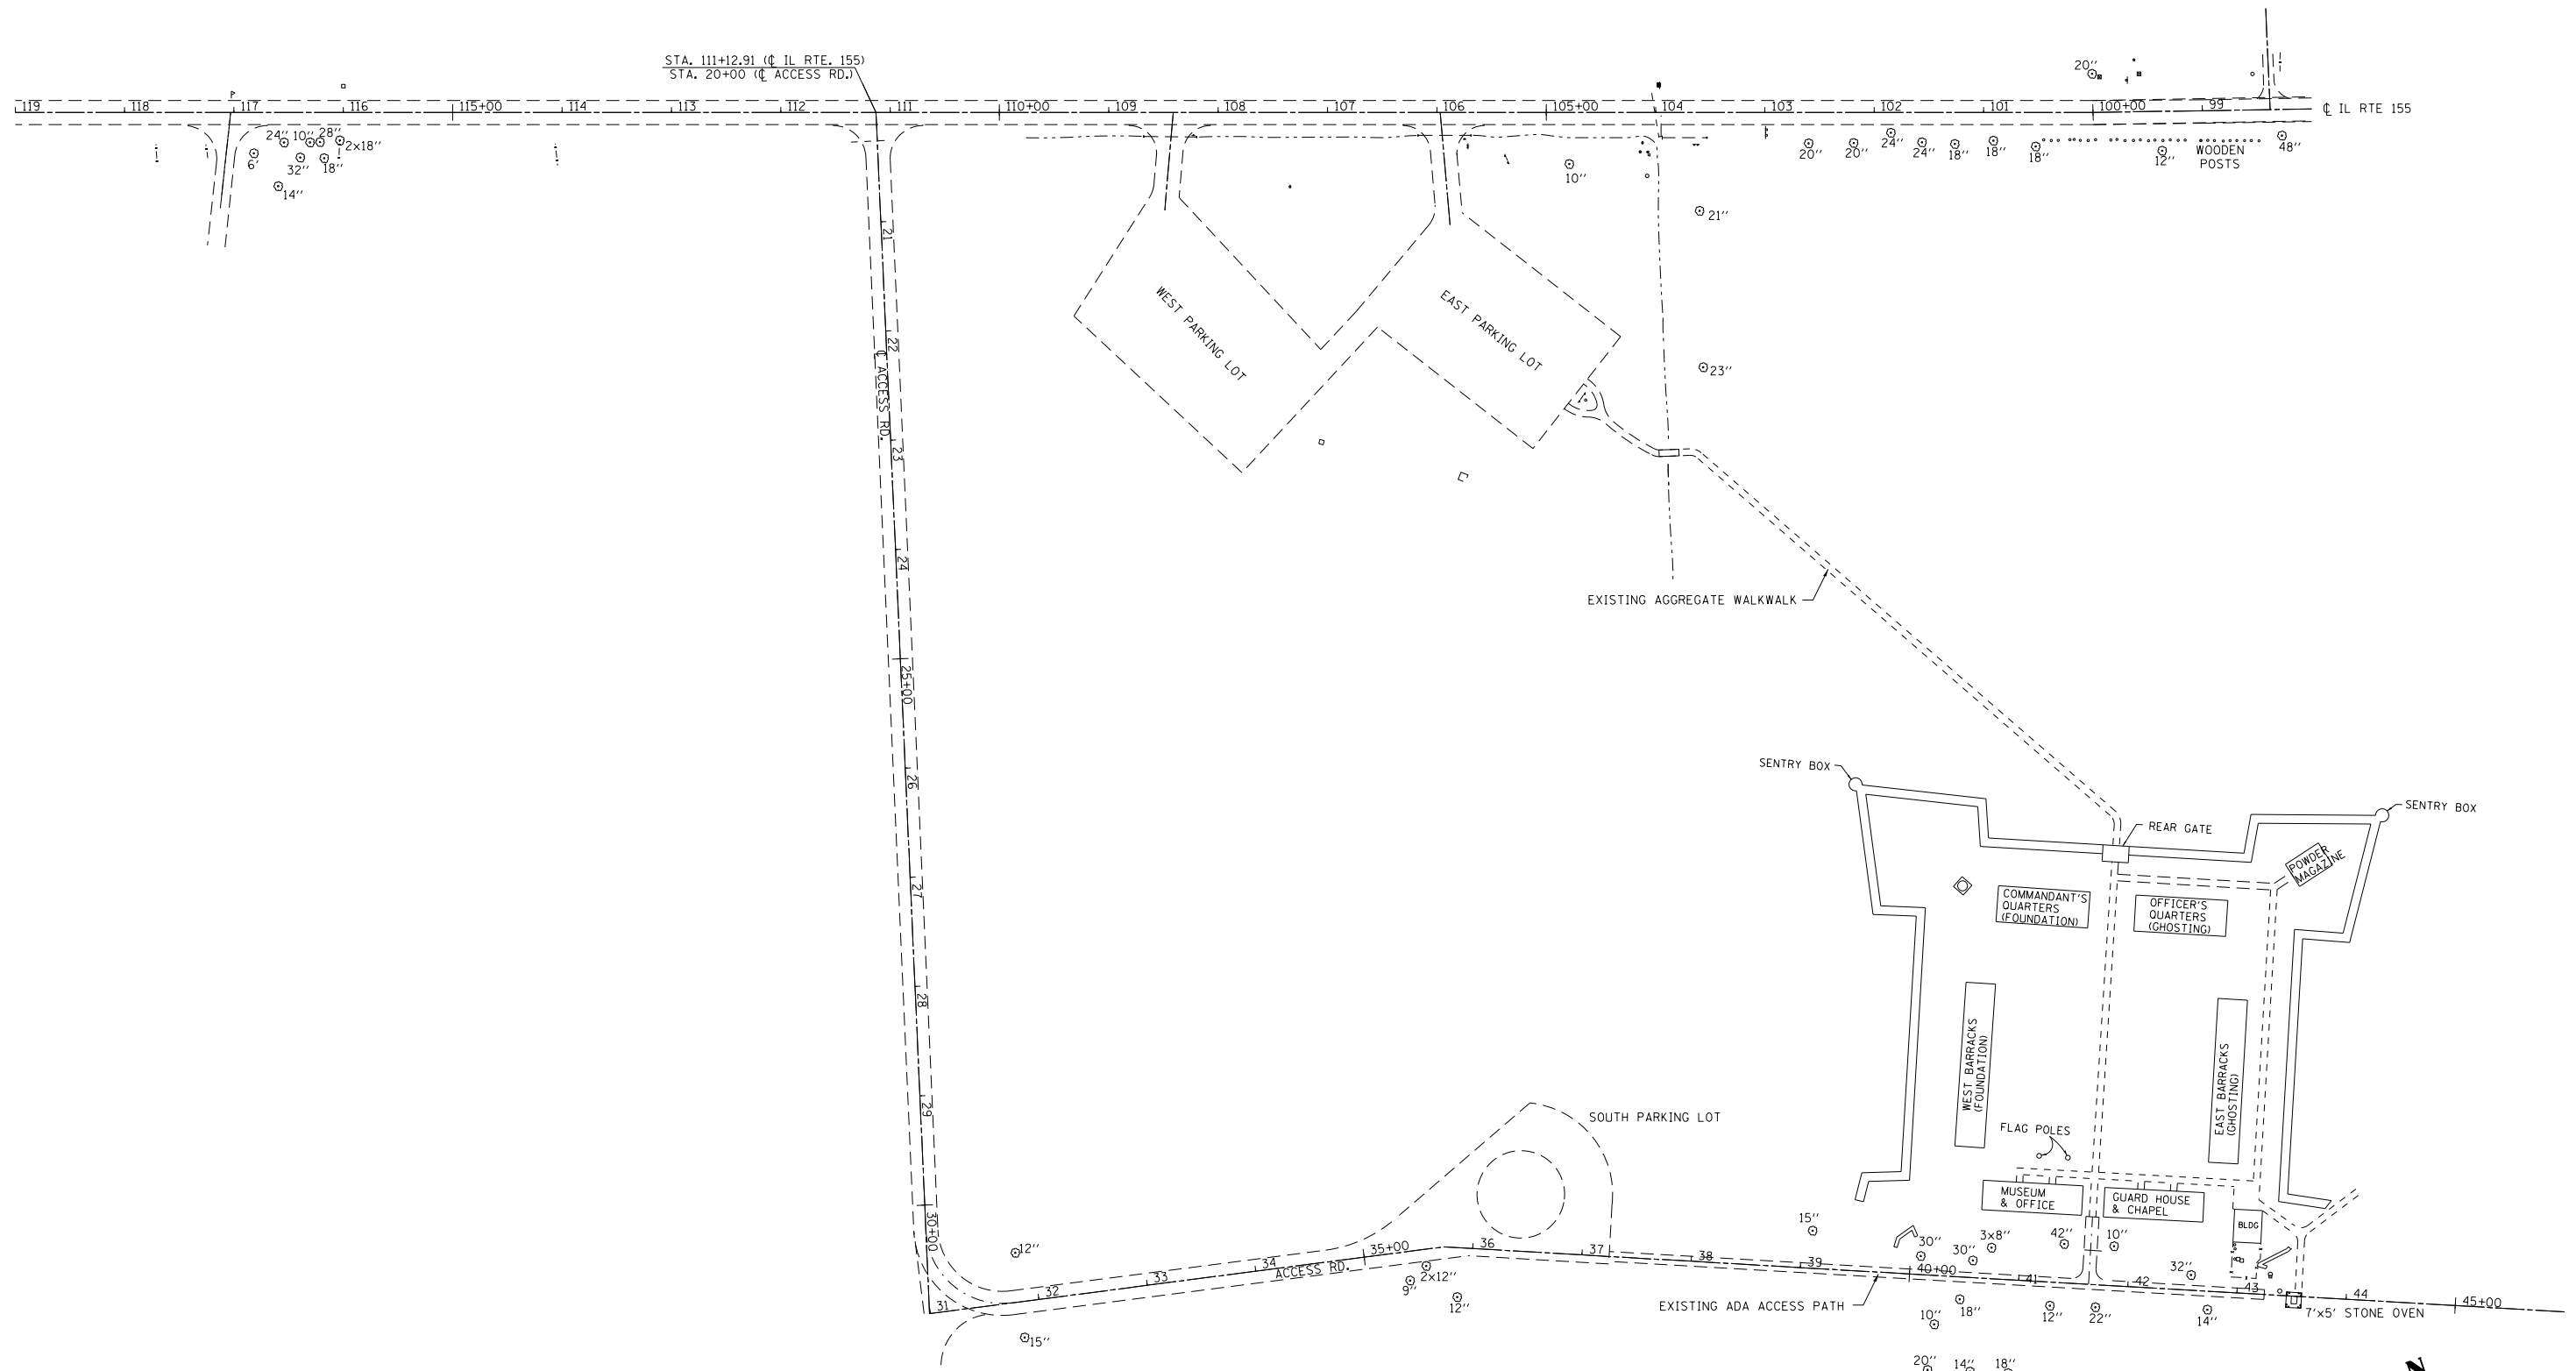 STA. 111+12.91 (℄ IL RTE. 155)
STA. 20+00 (℄ ACCESS RD.)
20''
119 118 117 116 115+00 114 113 112 111 110+00 109 108 107 106 105+00 104 103 102 101 100+00 99
℄ IL RTE 155
P
24'' 10'' 28''
2x18''
6'
32''
18''
14''
10''
21''
23''
20'' 20'' 24'' 24'' 18'' 18'' 18''
12''
WOODEN
POSTS
48''
21
22
℄ ACCESS RD.
23
24
25+00
26
27
28
29
30+00
WEST PARKING LOT
EAST PARKING LOT
EXISTING AGGREGATE WALKWALK
SENTRY BOX
SENTRY BOX
REAR GATE
POWDER
MAGAZINE
COMMANDANT'S
QUARTERS
(FOUNDATION)
OFFICER'S
QUARTERS
(GHOSTING)
WEST BARRACKS
(FOUNDATION)
EAST BARRACKS
(GHOSTING)
FLAG POLES
SOUTH PARKING LOT
MUSEUM
& OFFICE
GUARD HOUSE
& CHAPEL
BLDG
15''
30''
30''
3x8''
42''
10''
32''
12''
31 32 33 34 35+00 36 37 38 39 40+00 41 42 43 44 45+00
ACCESS RD.
2x12''
9''
12''
15''
EXISTING ADA ACCESS PATH
10''
18''
12''
22''
14''
7'x5' STONE OVEN
20'' 14'' 18''